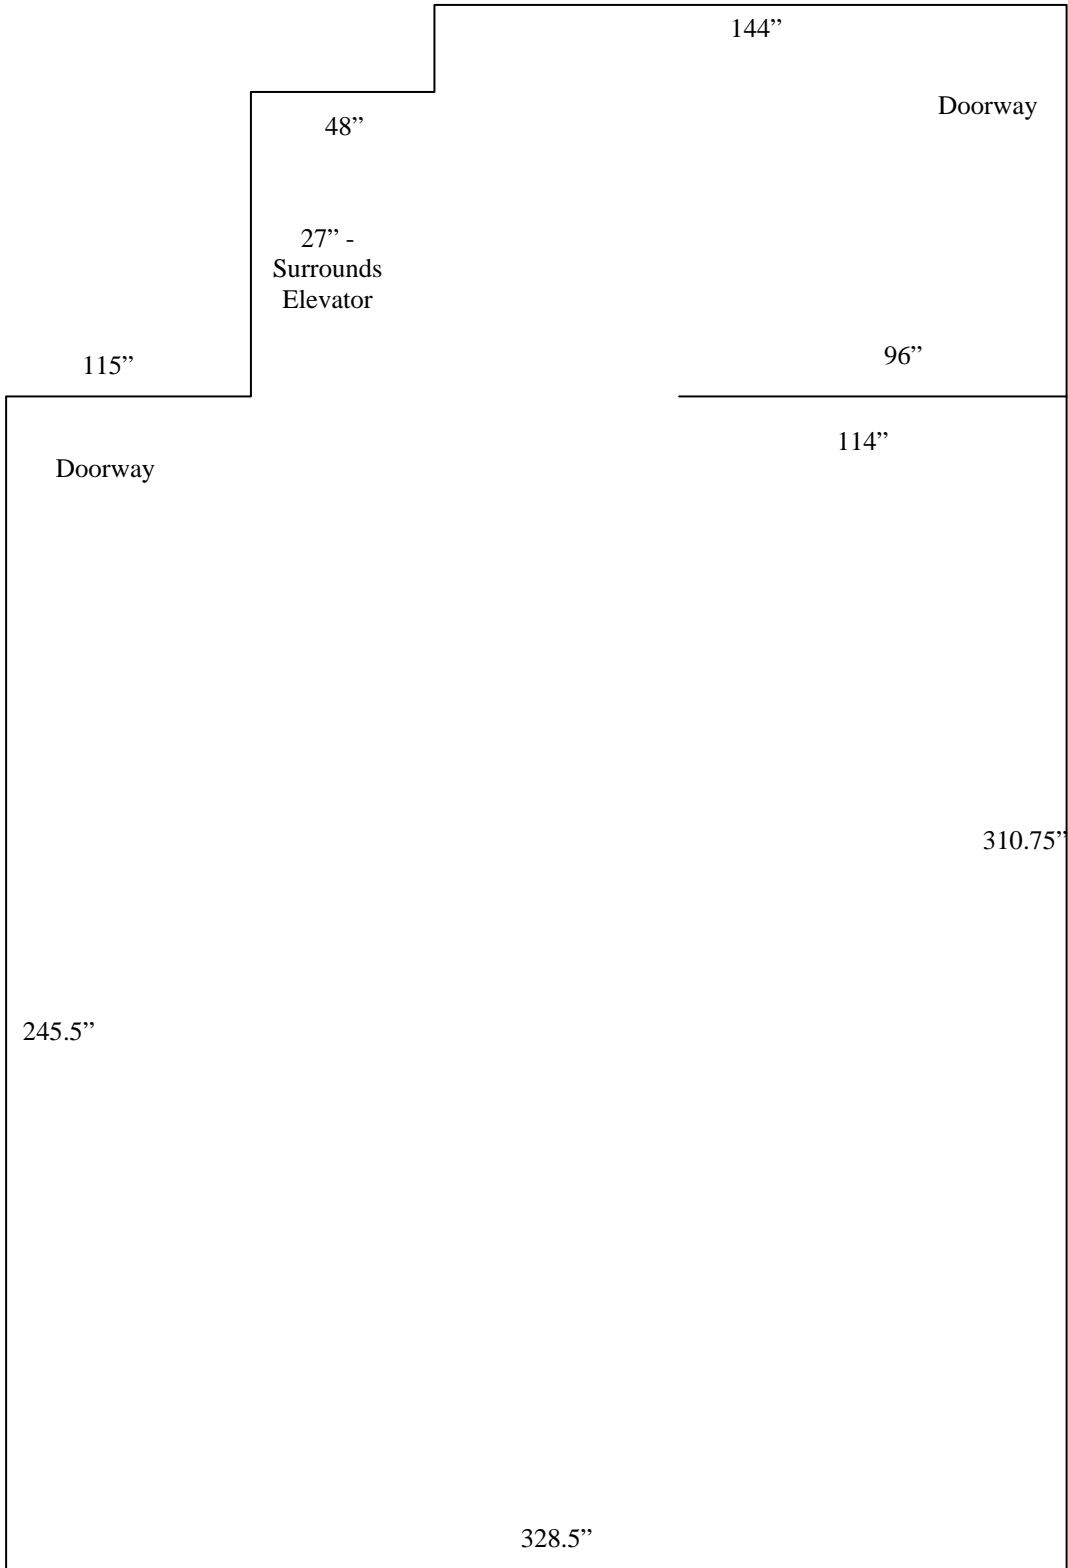 144”
Doorway
48”
27” -
Surrounds
Elevator
96”
115”
114”
Doorway
310.75”
245.5”
328.5”